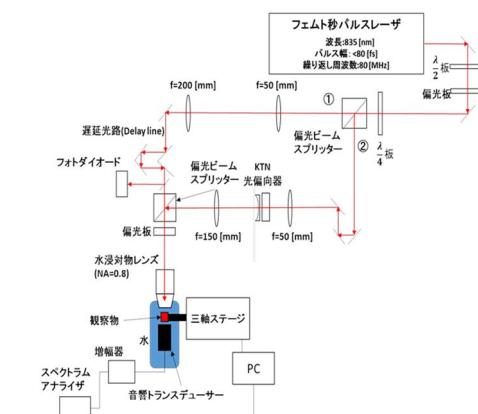 フェムト秒パルスレーザ
波長:835 [nm]
パルス幅: <80 [fs]
繰り返し周波数:80 [MHz]
λ/2 板
偏光板
f=200 [mm]
f=50 [mm]
①
偏光ビーム
スプリッター
②
λ/4 板
遅延光路(Delay line)
フォトダイオード
偏光ビーム
スプリッター
KTN
光偏向器
偏光板
f=150 [mm]
f=50 [mm]
水浸対物レンズ
(NA=0.8)
観察物
水
三軸ステージ
増幅器
PC
スペクトラム
アナライザ
音響トランスデューサー